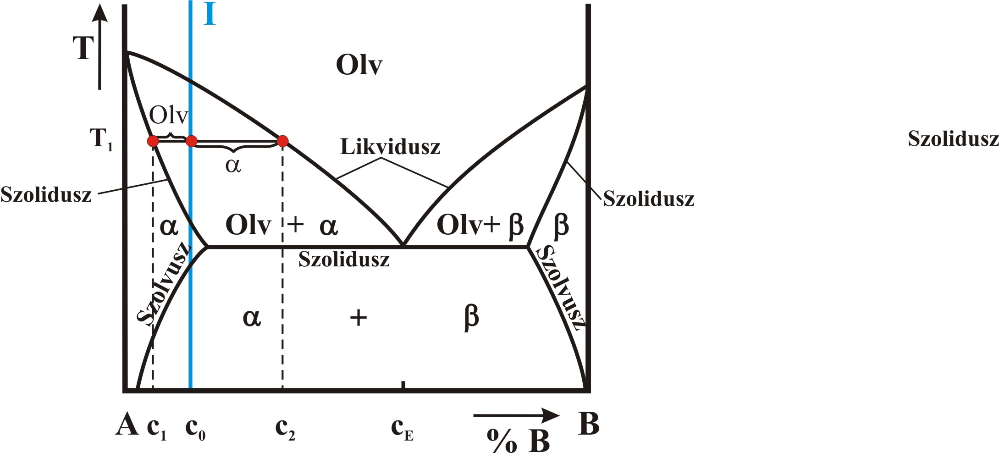 I
T
Olv
Olv
T₁
Likvidusz
Szolidusz
α
Szolidusz
Szolidusz
α
Olv + α
Olv+ β
β
Szolvusz
Szolidusz
Szolvusz
α + β
A c₁ c₀ c₂ cE B
% B